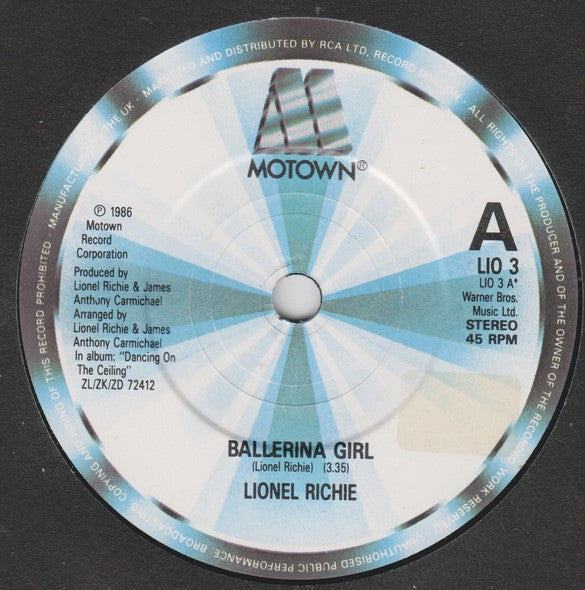 MANUFACTURED THE UK · MARKETED AND DISTRIBUTED BY RCA LTD, RECORD DIVISION · ALL RIGHTS OF THE PRODUCER AND OF THE OWNER OF THE RECORDED WORK RESERVED · UNAUTHORISED PUBLIC PERFORMANCE, BROADCASTING, COPYING AND OF THIS RECORD PROHIBITED ·
MOTOWN®
℗ 1986
Motown
Record
Corporation
Produced by
Lionel Richie & James
Anthony Carmichael
Arranged by
Lionel Richie & James
Anthony Carmichael
In album: "Dancing On
The Ceiling"
ZL/ZK/ZD 72412
A
LIO 3
LIO 3 A*
Warner Bros.
Music Ltd.
STEREO
45 RPM
BALLERINA GIRL
(Lionel Richie) (3.35)
LIONEL RICHIE